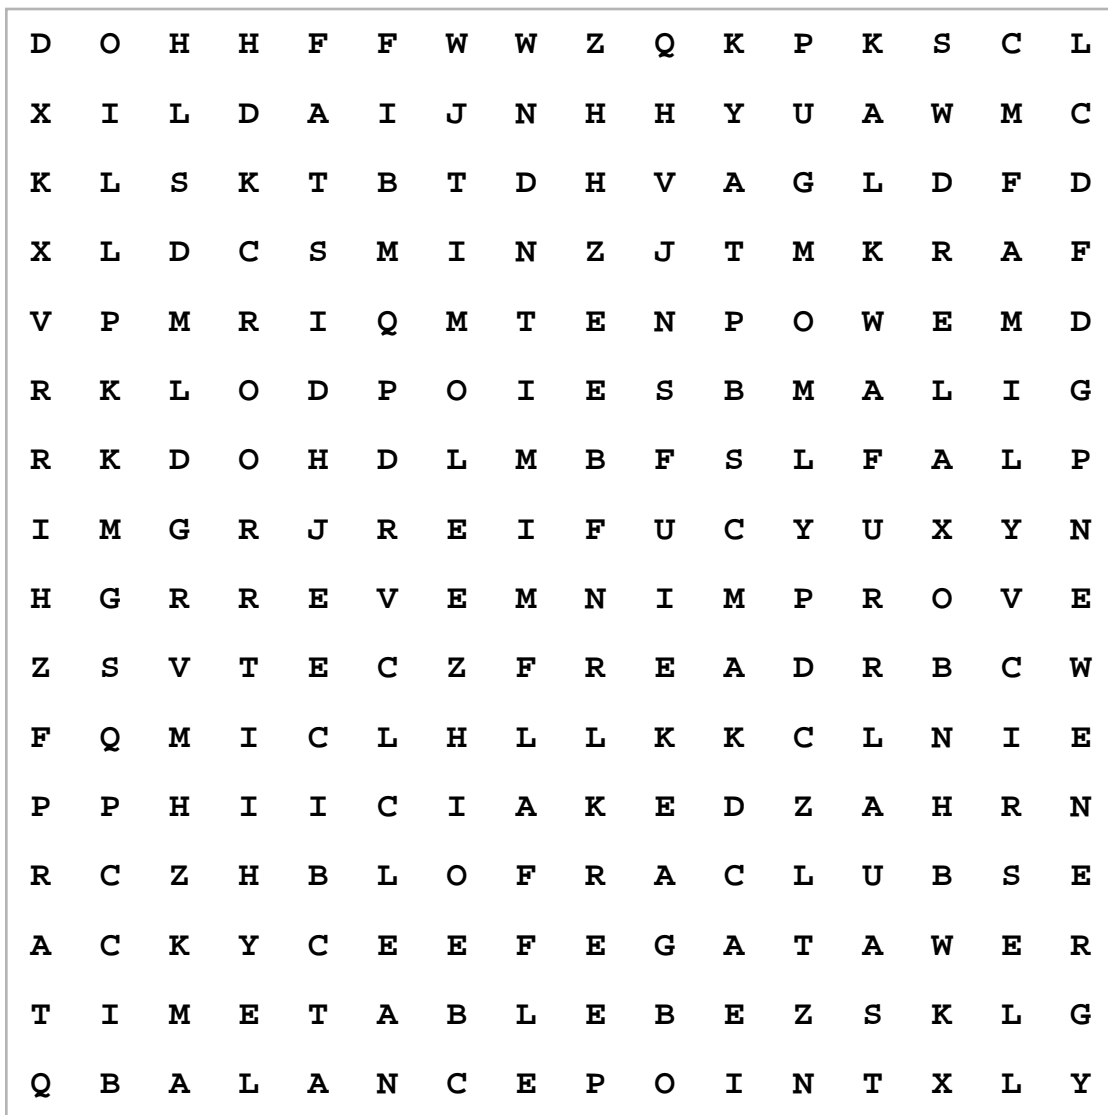 D O H H F F W W Z Q K P K S C L
X I L D A I J N H H Y U A W M C
K L S K T B T D H V A G L D F D
X L D C S M I N Z J T M K R A F
V P M R I Q M T E N P O W E M D
R K L O D P O I E S B M A L I G
R K D O H D L M B F S L F A L P
I M G R J R E I F U C Y U X Y N
H G R R E V E M N I M P R O V E
Z S V T E C Z F R E A D R B C W
F Q M I C L H L L K K C L N I E
P P H I I C I A K E D Z A H R N
R C Z H B L O F R A C L U B S E
A C K Y C E E F E G A T A W E R
T I M E T A B L E B E Z S K L G
Q B A L A N C E P O I N T X L Y